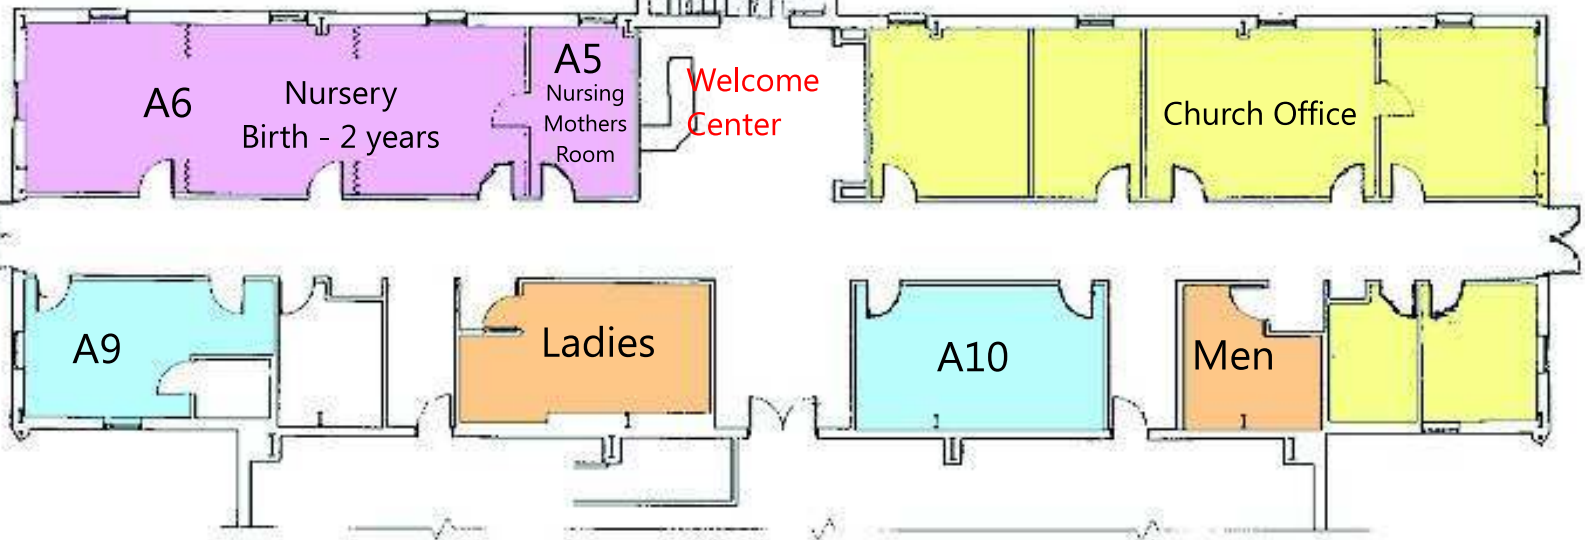 A6
Nursery
Birth - 2 years
A5
Nursing
Mothers
Room
Welcome
Center
Church Office
A9
Ladies
A10
Men